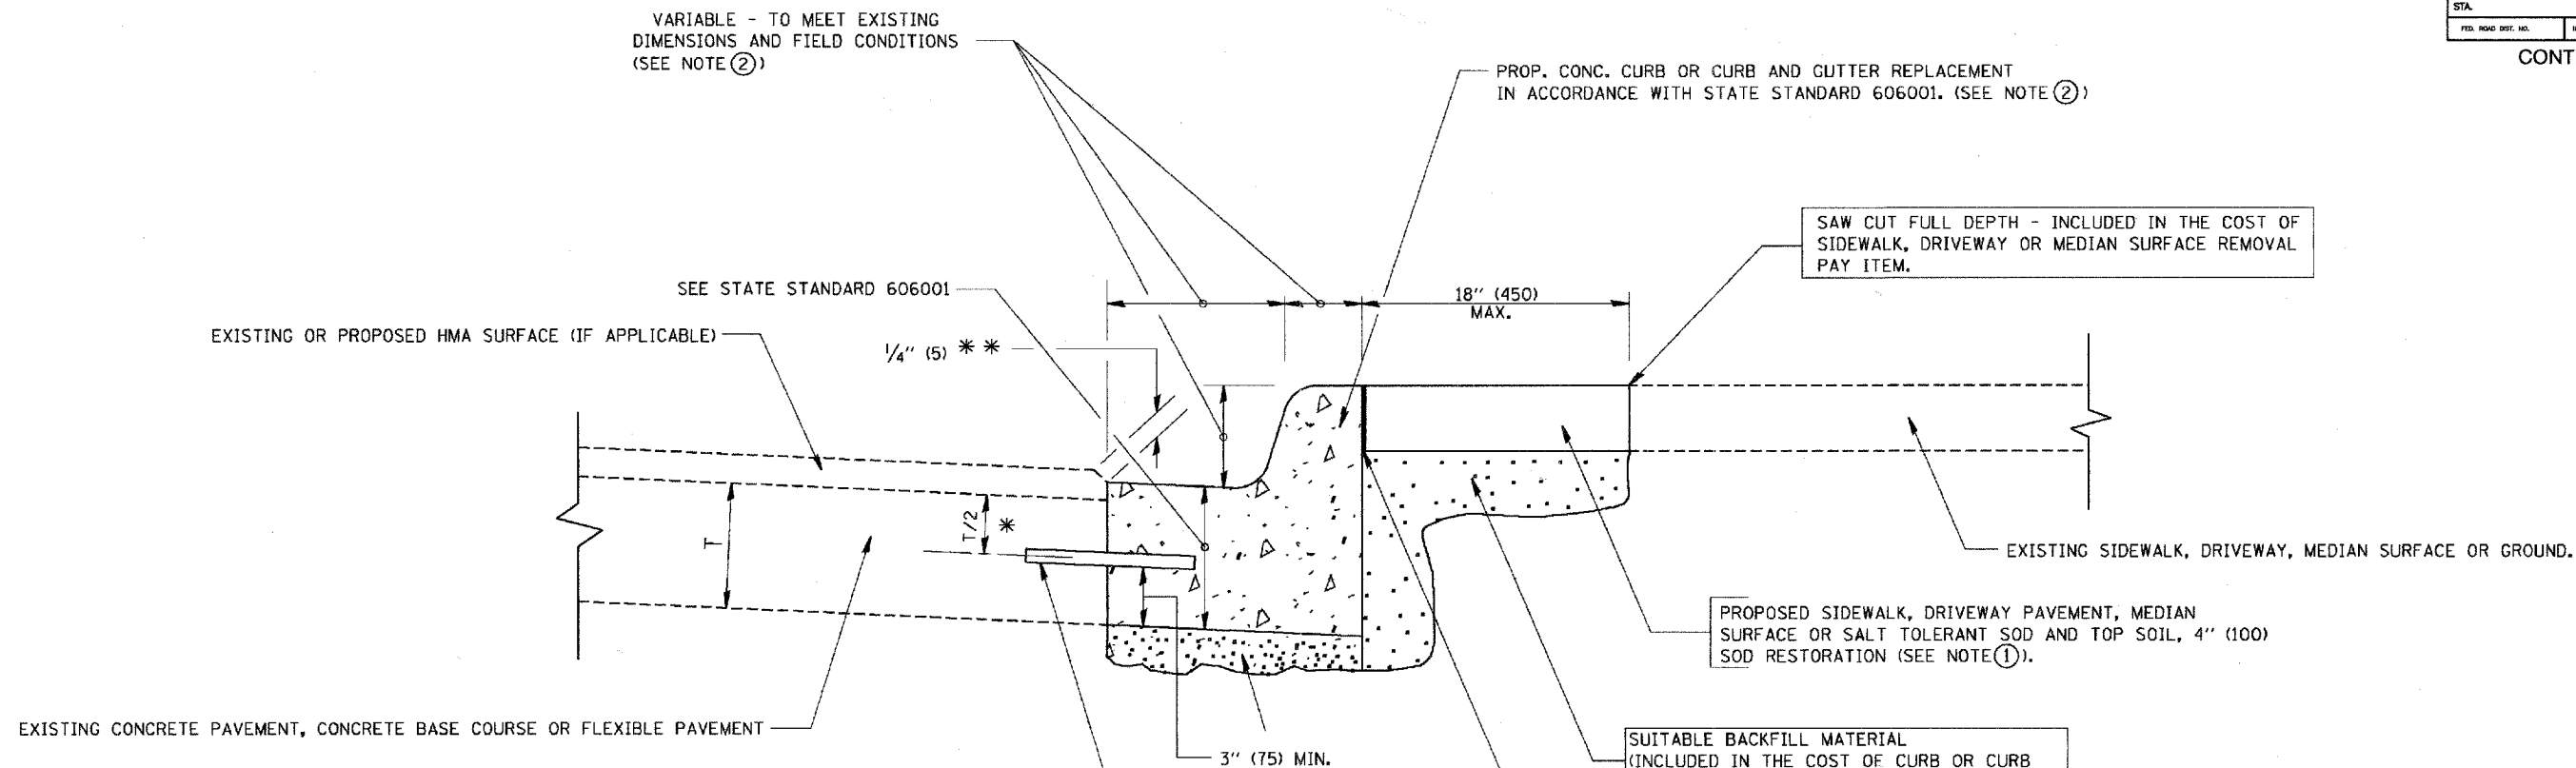 VARIABLE - TO MEET EXISTING
DIMENSIONS AND FIELD CONDITIONS
(SEE NOTE ②)
STA.
FED. ROAD DIST. NO.
CONT
PROP. CONC. CURB OR CURB AND GUTTER REPLACEMENT
IN ACCORDANCE WITH STATE STANDARD 606001. (SEE NOTE ②)
SAW CUT FULL DEPTH - INCLUDED IN THE COST OF
SIDEWALK, DRIVEWAY OR MEDIAN SURFACE REMOVAL
PAY ITEM.
SEE STATE STANDARD 606001
18" (450)
MAX.
EXISTING OR PROPOSED HMA SURFACE (IF APPLICABLE)
1/4" (5) * *
T
T/2
*
EXISTING SIDEWALK, DRIVEWAY, MEDIAN SURFACE OR GROUND.
PROPOSED SIDEWALK, DRIVEWAY PAVEMENT, MEDIAN
SURFACE OR SALT TOLERANT SOD AND TOP SOIL, 4" (100)
SOD RESTORATION (SEE NOTE ①).
EXISTING CONCRETE PAVEMENT, CONCRETE BASE COURSE OR FLEXIBLE PAVEMENT
3" (75) MIN.
SUITABLE BACKFILL MATERIAL
(INCLUDED IN THE COST OF CURB OR CURB